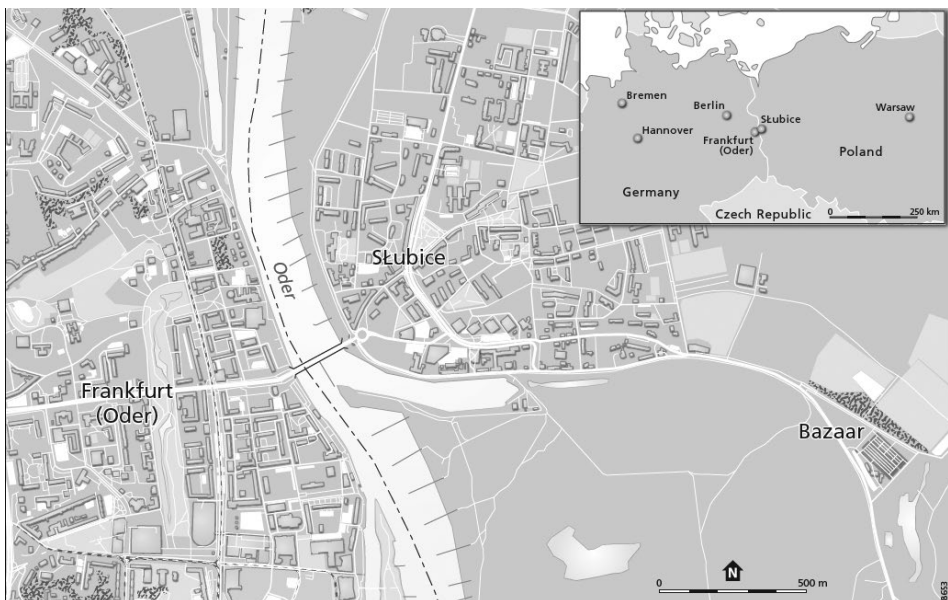 Bremen
Berlin
SŁubice
Warsaw
Hannover
Frankfurt
(Oder)
Poland
Germany
Czech Republic
0 250 km
Oder
SŁubice
Frankfurt
(Oder)
Bazaar
N
0 500 m